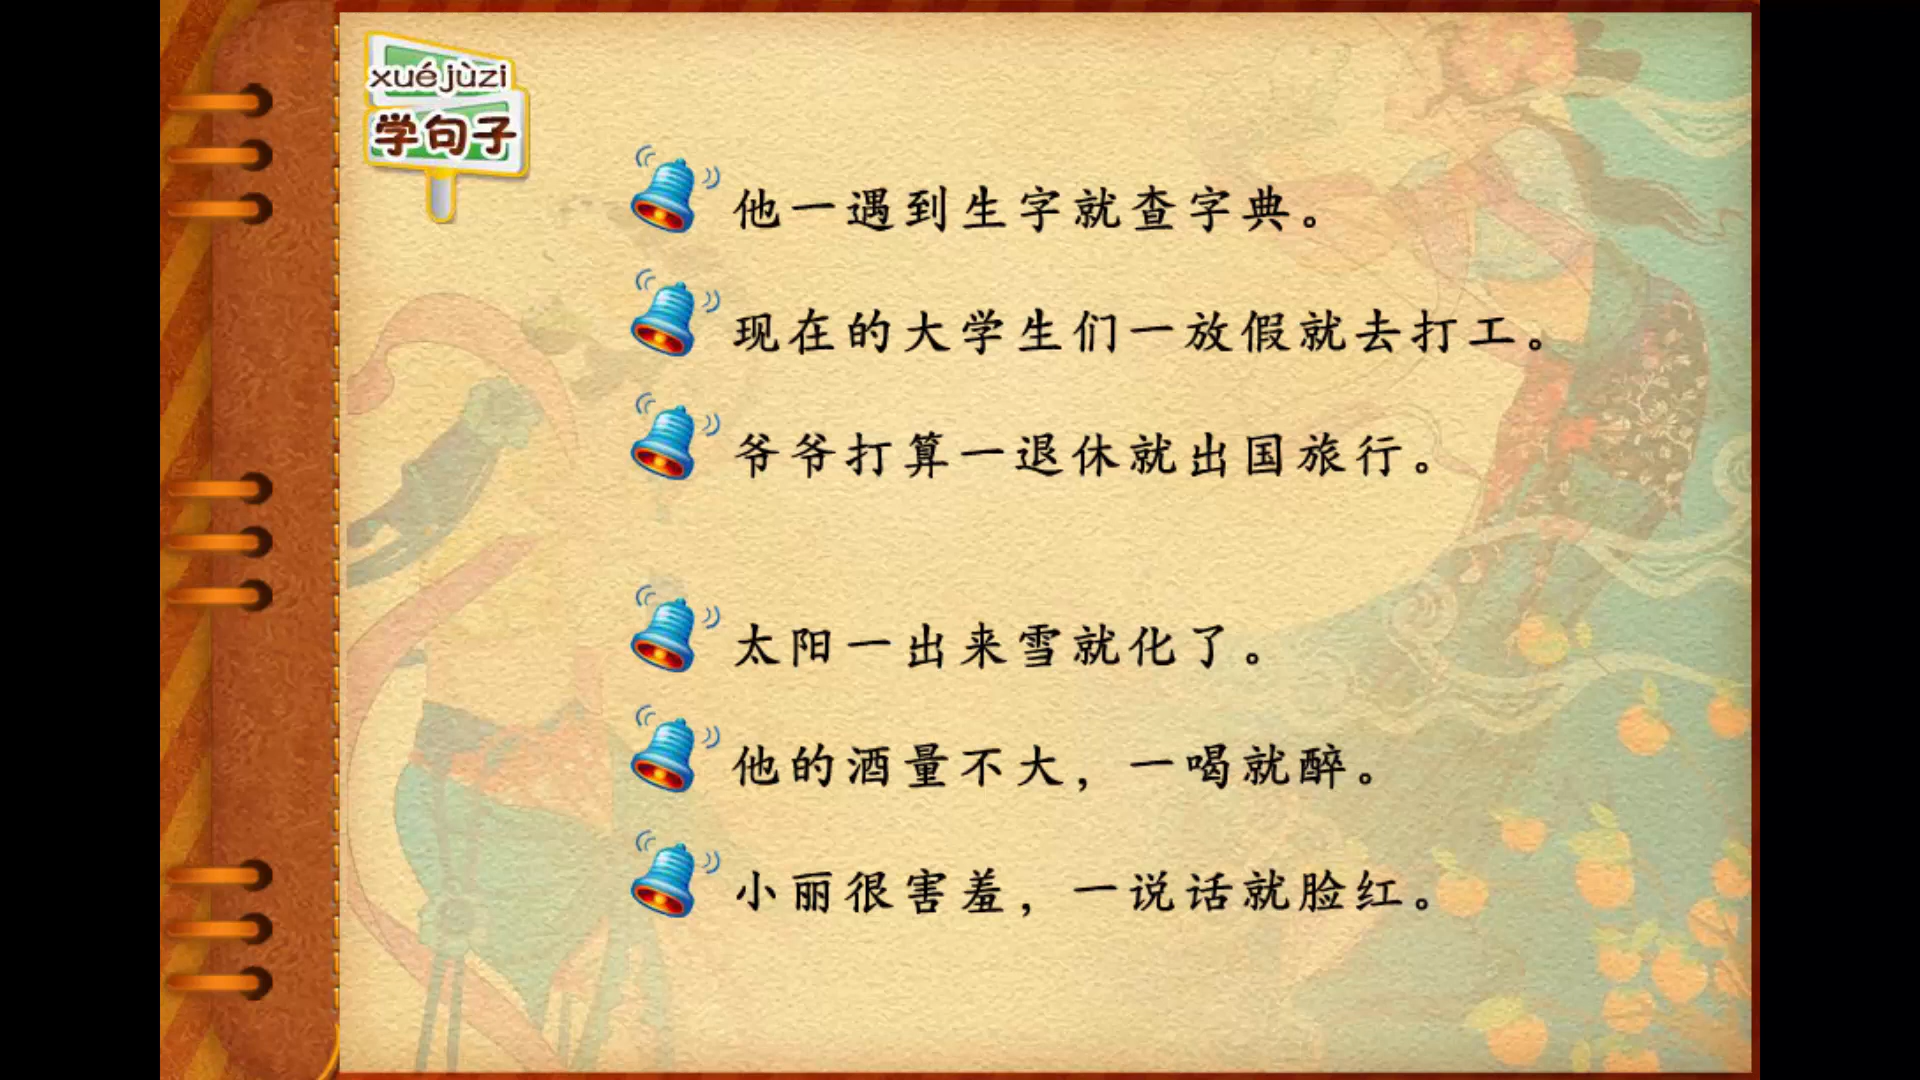 xuéjùzi
学句子
他一遇到生字就查字典。
现在的大学生们一放假就去打工。
爷爷打算一退休就出国旅行。
太阳一出来雪就化了。
他的酒量不大，一喝就醉。
小丽很害羞，一说话就脸红。